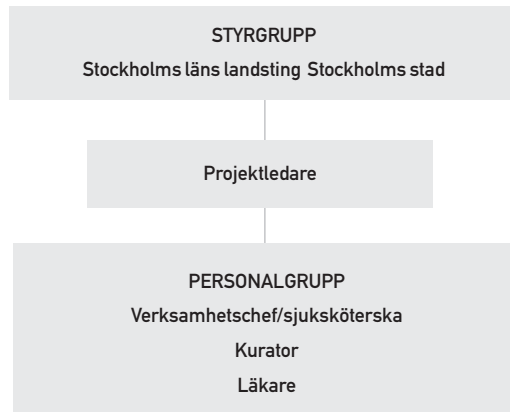 STYRGRUPP
Stockholms läns landsting Stockholms stad
Projektledare
PERSONALGRUPP
Verksamhetschef/sjuksköterska
Kurator
Läkare